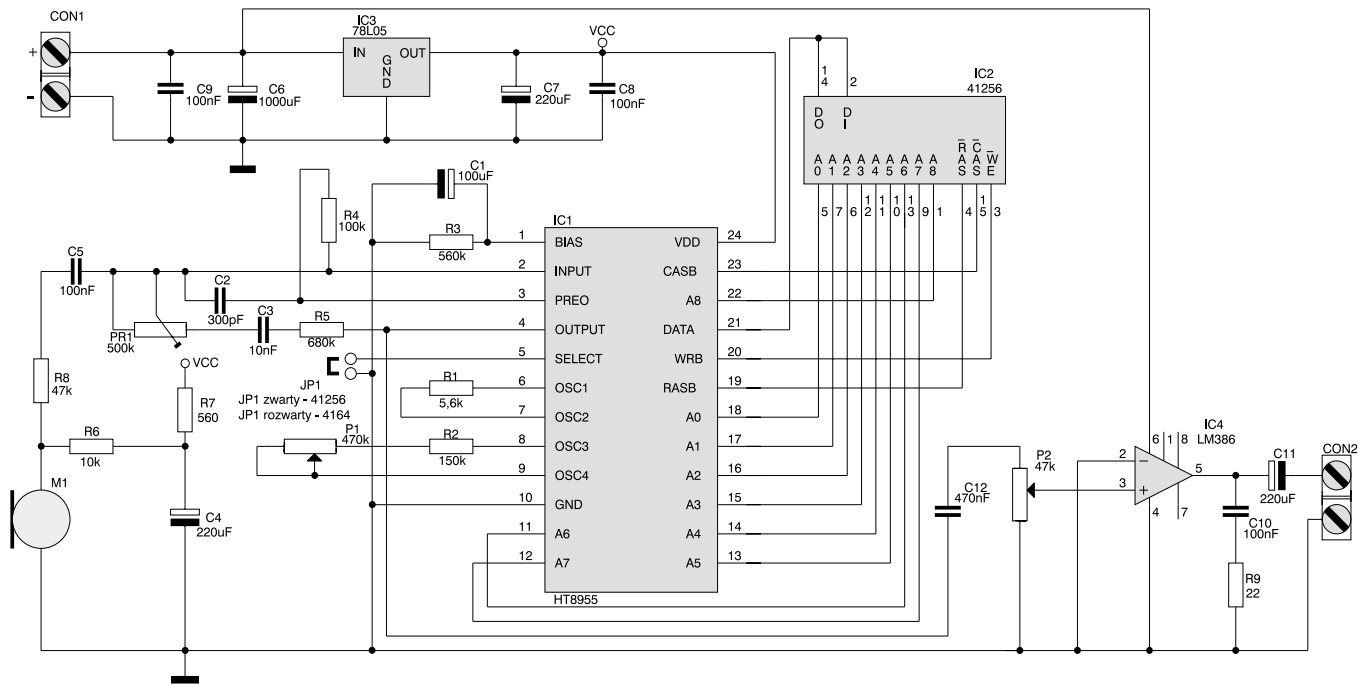 CON1
+
-
C9
100nF
C6
1000uF
IC3
78L05
IN
OUT
GND
C7
220uF
VCC
C8
100nF
IC2
41256
14
2
DO
DI
A0
A1
A2
A3
A4
A5
A6
A7
A8
RAS
CAS
WE
5
7
6
12
11
10
13
9
1
4
15
3
C1
100uF
R4
100k
R3
560k
C5
100nF
C2
300pF
C3
10nF
R5
680k
PR1
500k
VCC
R8
47k
R7
560
R6
10k
M1
C4
220uF
JP1
JP1 zwarty - 41256
JP1 rozwarty - 4164
R1
5,6k
P1
470k
R2
150k
IC1
1 BIAS VDD 24
2 INPUT CASB 23
3 PREO A8 22
4 OUTPUT DATA 21
5 SELECT WRB 20
6 OSC1 RASB 19
7 OSC2 A0 18
8 OSC3 A1 17
9 OSC4 A2 16
10 GND A3 15
11 A6 A4 14
12 A7 A5 13
HT8955
C12
470nF
P2
47k
IC4
LM386
6
1
8
2
-
3
+
5
4
7
C11
220uF
C10
100nF
R9
22
CON2